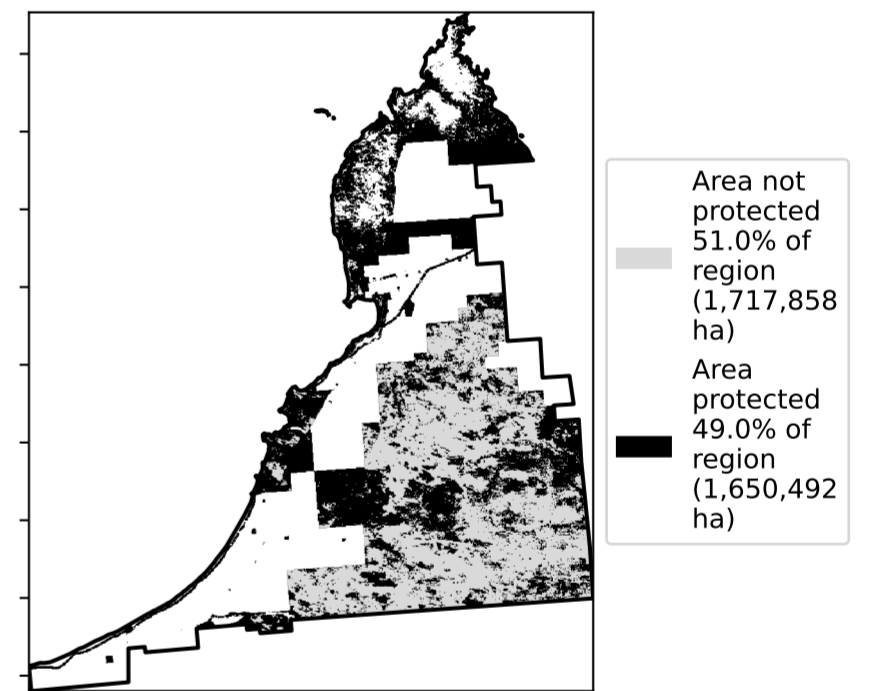 Area not
protected
51.0% of
region
(1,717,858
ha)
Area
protected
49.0% of
region
(1,650,492
ha)